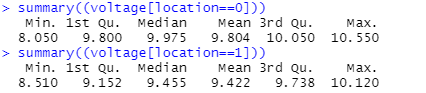 > summary((voltage[location==0]))
   Min. 1st Qu.  Median    Mean 3rd Qu.    Max.
  8.050   9.800   9.975   9.804  10.050  10.550
> summary((voltage[location==1]))
   Min. 1st Qu.  Median    Mean 3rd Qu.    Max.
  8.510   9.152   9.455   9.422   9.738  10.120